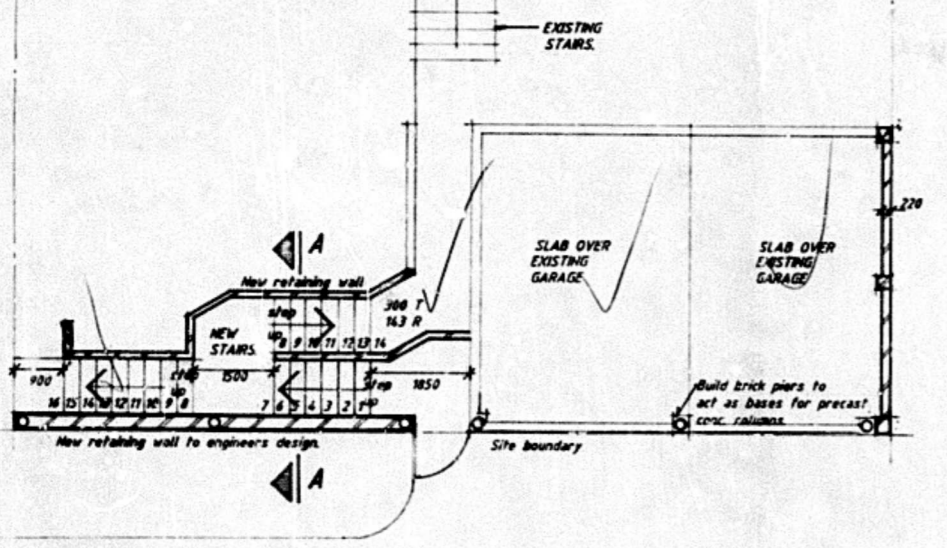 EXISTING
STAIRS.
220
A
SLAB OVER
EXISTING
GARAGE
SLAB OVER
EXISTING
GARAGE
New retaining wall
300 T
143 R
step
up
8 9 10 11 12 13 14
NEW
STAIRS.
900
1500
1850
step
up
step
up
16 15 14 13 12 11 10 9 8
7 6 5 4 3 2 1
Build brick piers to
act as bases for precast
conc. columns.
New retaining wall to engineers design.
Site boundary
A